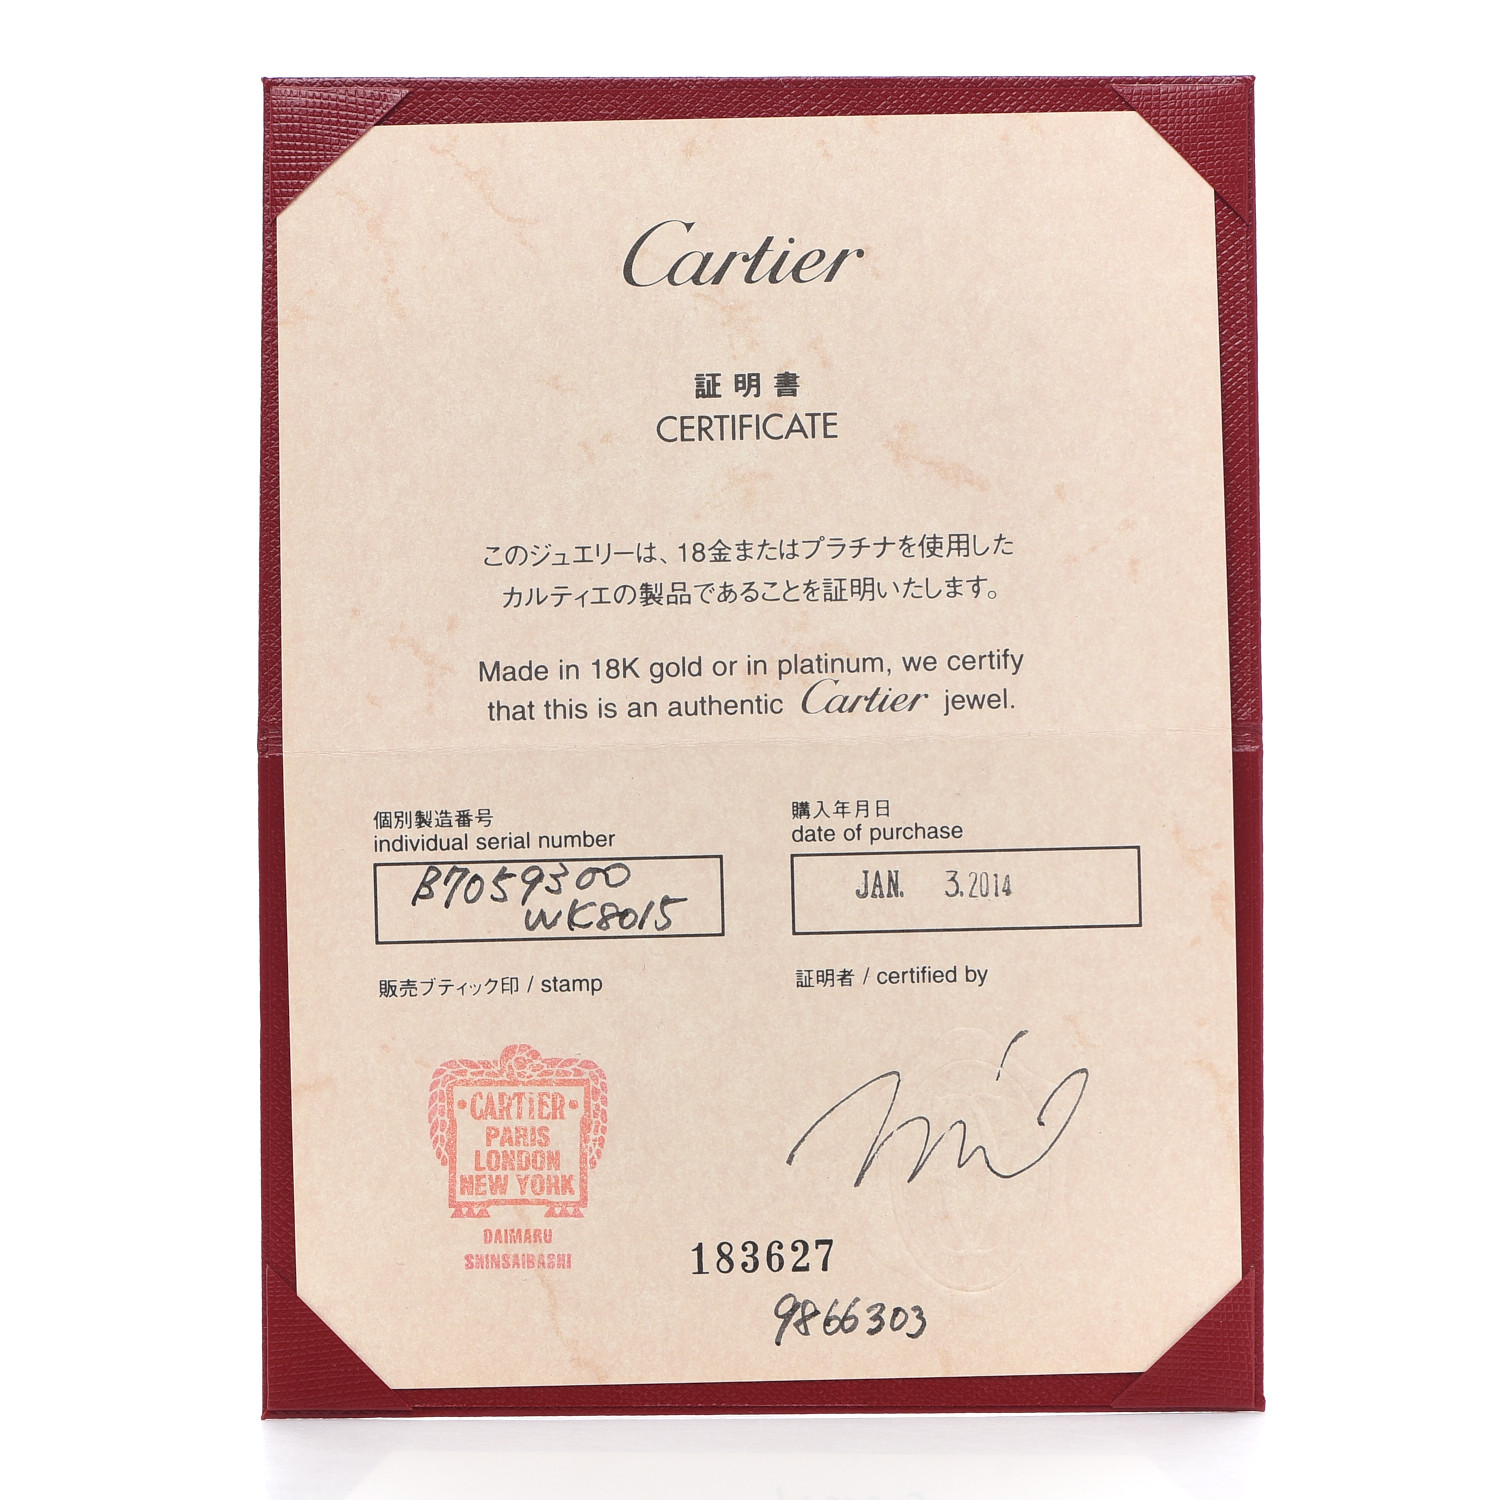 Cartier
証明書
CERTIFICATE
このジュエリーは、18金またはプラチナを使用した
カルティエの製品であることを証明いたします。
Made in 18K gold or in platinum, we certify
that this is an authentic Cartier jewel.
個別製造番号
individual serial number
B7059300
WK8015
購入年月日
date of purchase
JAN. 3.2014
販売ブティック印 / stamp
証明者 / certified by
•CARTiER•
PARIS
LONDON
NEW YORK
DAIMARU
SHINSAIBASHI
183627
9866303